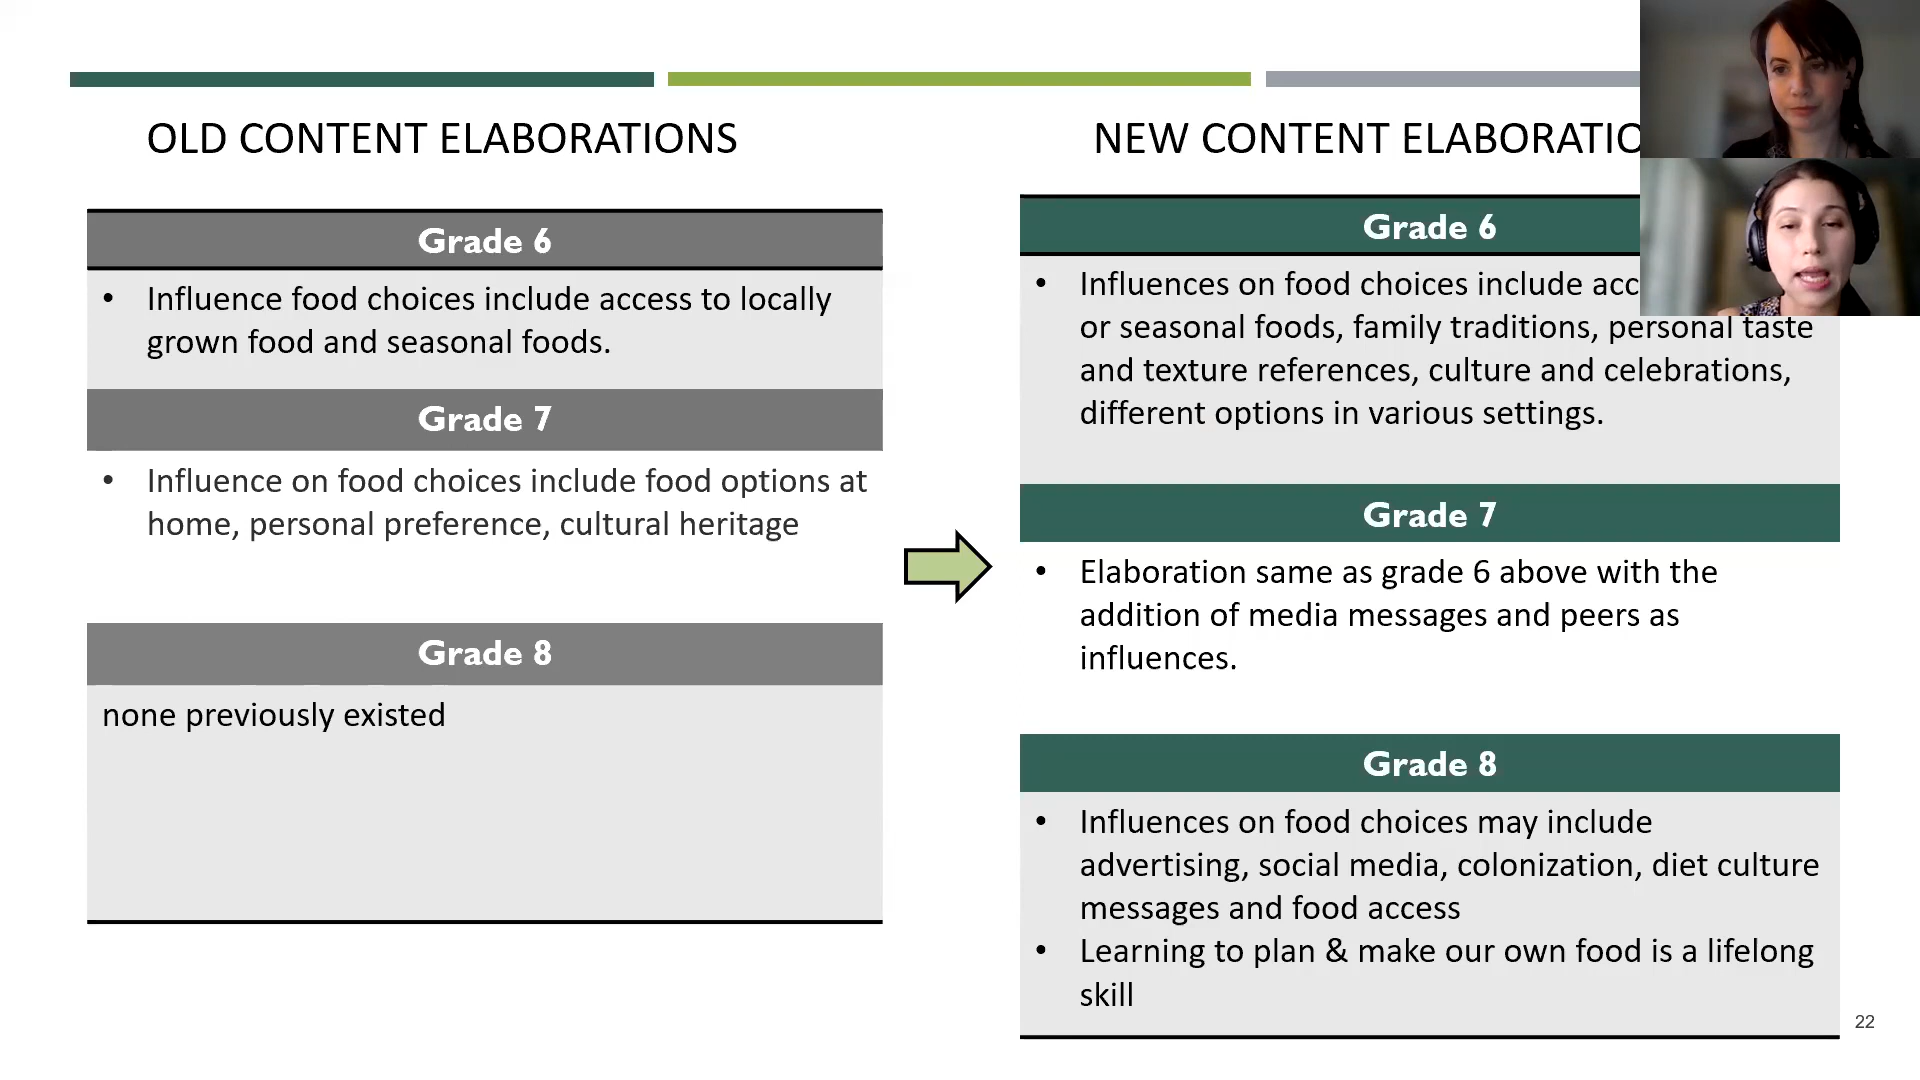 OLD CONTENT ELABORATIONS
Grade 6
• Influence food choices include access to locally
grown food and seasonal foods.
Grade 7
• Influence on food choices include food options at
home, personal preference, cultural heritage
Grade 8
none previously existed
NEW CONTENT ELABORATIO
Grade 6
• Influences on food choices include acc
or seasonal foods, family traditions, personal taste
and texture references, culture and celebrations,
different options in various settings.
Grade 7
• Elaboration same as grade 6 above with the
addition of media messages and peers as
influences.
Grade 8
• Influences on food choices may include
advertising, social media, colonization, diet culture
messages and food access
• Learning to plan & make our own food is a lifelong
skill
22